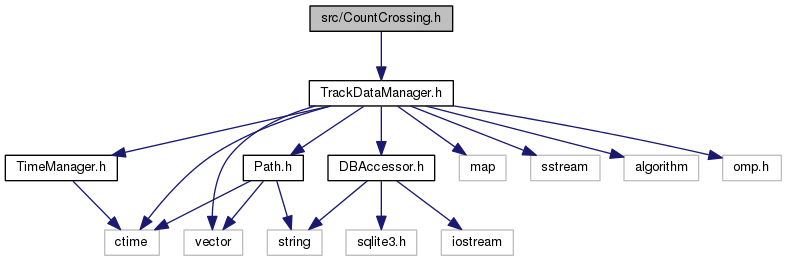 src/CountCrossing.h
TrackDataManager.h
TimeManager.h
Path.h
DBAccessor.h
map
sstream
algorithm
omp.h
ctime
vector
string
sqlite3.h
iostream